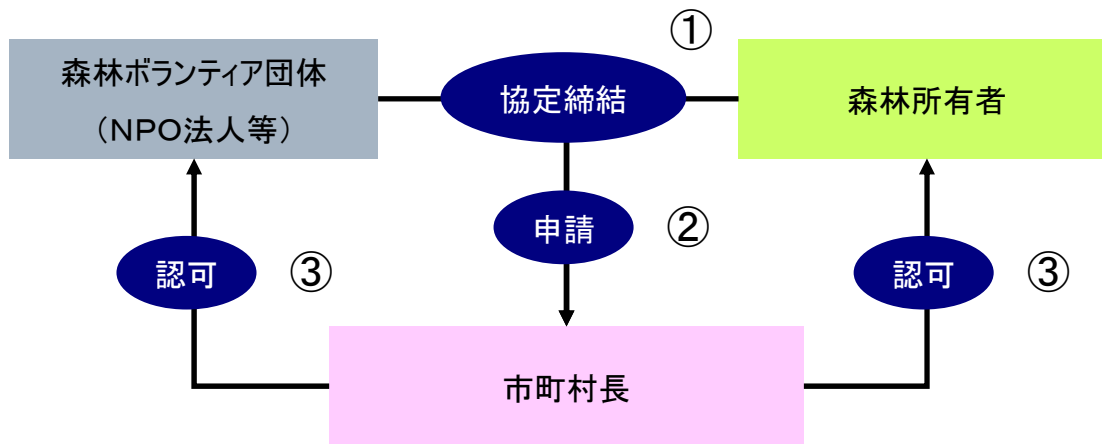 ①
森林ボランティア団体
（ＮＰＯ法人等）
協定締結
森林所有者
申請
②
認可
③
認可
③
市町村長